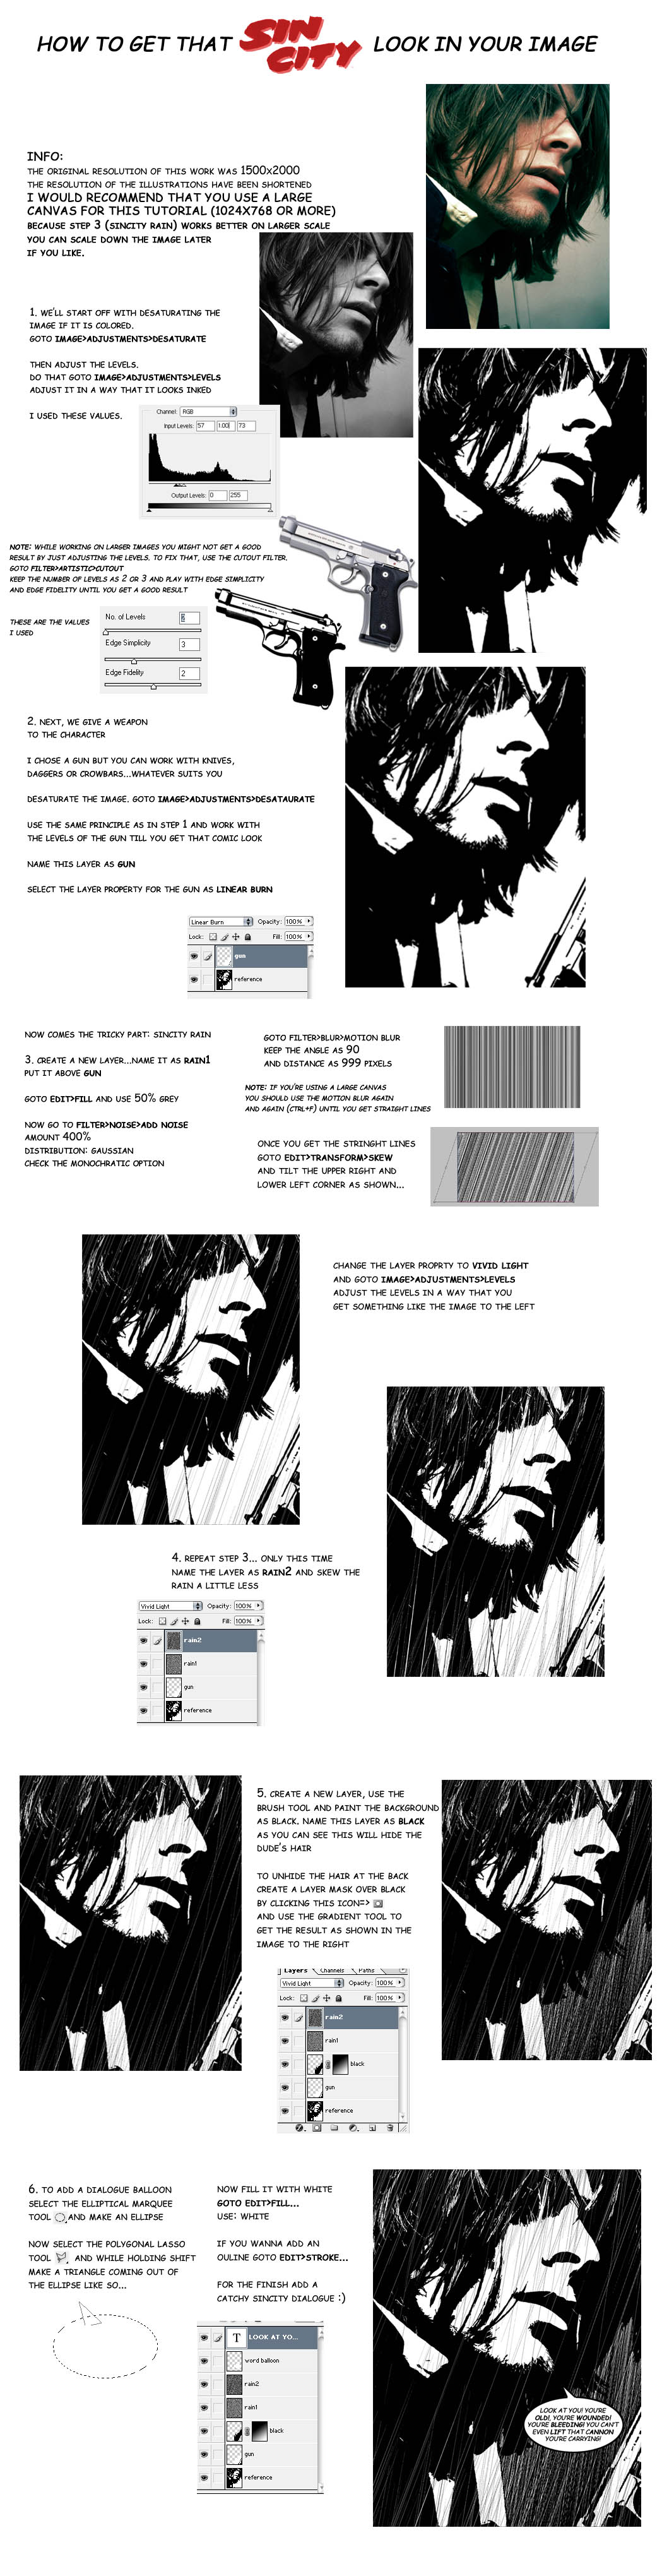 HOW TO GET THAT SIN CITY LOOK IN YOUR IMAGE
INFO:
THE ORIGINAL RESOLUTION OF THIS WORK WAS 1500X2000
THE RESOLUTION OF THE ILLUSTRATIONS HAVE BEEN SHORTENED
I WOULD RECOMMEND THAT YOU USE A LARGE
CANVAS FOR THIS TUTORIAL (1024X768 OR MORE)
BECAUSE STEP 3 (SINCITY RAIN) WORKS BETTER ON LARGER SCALE
YOU CAN SCALE DOWN THE IMAGE LATER
IF YOU LIKE.
1. WE'LL START OFF WITH DESATURATING THE
IMAGE IF IT IS COLORED.
GOTO IMAGE>ADJUSTMENTS>DESATURATE
THEN ADJUST THE LEVELS.
DO THAT GOTO IMAGE>ADJUSTMENTS>LEVELS
ADJUST IT IN A WAY THAT IT LOOKS INKED
I USED THESE VALUES.
Channel: RGB
Input Levels: 57 1.00 73
Output Levels: 0 255
NOTE: WHILE WORKING ON LARGER IMAGES YOU MIGHT NOT GET A GOOD
RESULT BY JUST ADJUSTING THE LEVELS. TO FIX THAT, USE THE CUTOUT FILTER.
GOTO FILTER>ARTISTIC>CUTOUT
KEEP THE NUMBER OF LEVELS AS 2 OR 3 AND PLAY WITH EDGE SIMPLICITY
AND EDGE FIDELITY UNTIL YOU GET A GOOD RESULT
THESE ARE THE VALUES
I USED
No. of Levels
Edge Simplicity 3
Edge Fidelity 2
2. NEXT, WE GIVE A WEAPON
TO THE CHARACTER
I CHOSE A GUN BUT YOU CAN WORK WITH KNIVES,
DAGGERS OR CROWBARS...WHATEVER SUITS YOU
DESATURATE THE IMAGE. GOTO IMAGE>ADJUSTMENTS>DESATAURATE
USE THE SAME PRINCIPLE AS IN STEP 1 AND WORK WITH
THE LEVELS OF THE GUN TILL YOU GET THAT COMIC LOOK
NAME THIS LAYER AS GUN
SELECT THE LAYER PROPERTY FOR THE GUN AS LINEAR BURN
Linear Burn Opacity: 100%
Lock: Fill: 100%
gun
reference
NOW COMES THE TRICKY PART: SINCITY RAIN
3. CREATE A NEW LAYER...NAME IT AS RAIN1
PUT IT ABOVE GUN
GOTO EDIT>FILL AND USE 50% GREY
NOW GO TO FILTER>NOISE>ADD NOISE
AMOUNT 400%
DISTRIBUTION: GAUSSIAN
CHECK THE MONOCHRATIC OPTION
GOTO FILTER>BLUR>MOTION BLUR
KEEP THE ANGLE AS 90
AND DISTANCE AS 999 PIXELS
NOTE: IF YOU'RE USING A LARGE CANVAS
YOU SHOULD USE THE MOTION BLUR AGAIN
AND AGAIN (CTRL+F) UNTIL YOU GET STRAIGHT LINES
ONCE YOU GET THE STRINGHT LINES
GOTO EDIT>TRANSFORM>SKEW
AND TILT THE UPPER RIGHT AND
LOWER LEFT CORNER AS SHOWN...
CHANGE THE LAYER PROPRTY TO VIVID LIGHT
AND GOTO IMAGE>ADJUSTMENTS>LEVELS
ADJUST THE LEVELS IN A WAY THAT YOU
GET SOMETHING LIKE THE IMAGE TO THE LEFT
4. REPEAT STEP 3... ONLY THIS TIME
NAME THE LAYER AS RAIN2 AND SKEW THE
RAIN A LITTLE LESS
Vivid Light Opacity: 100%
Lock: Fill: 100%
rain2
rain1
gun
reference
5. CREATE A NEW LAYER, USE THE
BRUSH TOOL AND PAINT THE BACKGROUND
AS BLACK. NAME THIS LAYER AS BLACK
AS YOU CAN SEE THIS WILL HIDE THE
DUDE'S HAIR
TO UNHIDE THE HAIR AT THE BACK
CREATE A LAYER MASK OVER BLACK
BY CLICKING THIS ICON=>
AND USE THE GRADIENT TOOL TO
GET THE RESULT AS SHOWN IN THE
IMAGE TO THE RIGHT
Layers Channels Paths
Vivid Light Opacity: 100%
Lock: Fill: 100%
rain2
rain1
black
gun
reference
6. TO ADD A DIALOGUE BALLOON
SELECT THE ELLIPTICAL MARQUEE
TOOL AND MAKE AN ELLIPSE
NOW SELECT THE POLYGONAL LASSO
TOOL AND WHILE HOLDING SHIFT
MAKE A TRIANGLE COMING OUT OF
THE ELLIPSE LIKE SO...
NOW FILL IT WITH WHITE
GOTO EDIT>FILL...
USE: WHITE
IF YOU WANNA ADD AN
OULINE GOTO EDIT>STROKE...
FOR THE FINISH ADD A
CATCHY SINCITY DIALOGUE :)
T LOOK AT YO...
word balloon
rain2
rain1
black
gun
reference
LOOK AT YOU! YOU'RE
OLD!, YOU'RE WOUNDED!
YOU'RE BLEEDING! YOU CAN'T
EVEN LIFT THAT CANNON
YOU'RE CARRYING!